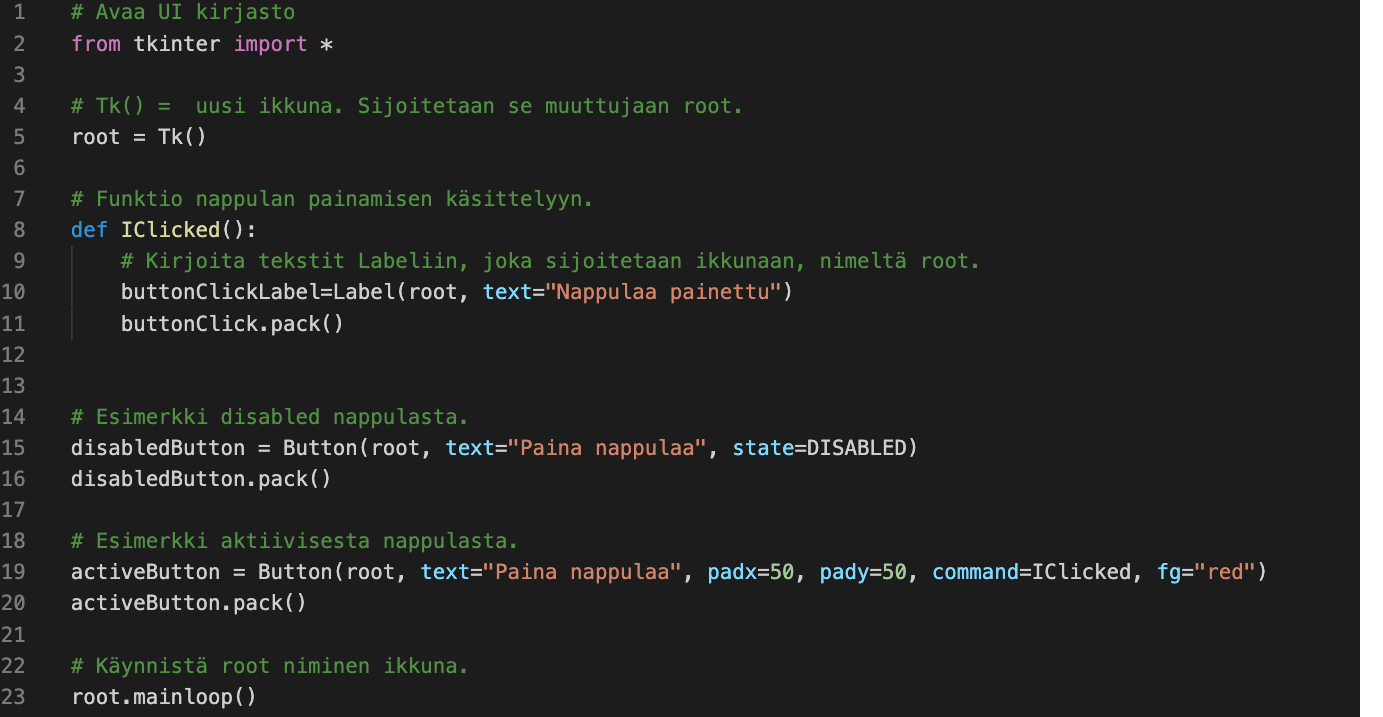 1 # Avaa UI kirjasto
2 from tkinter import *
3
4 # Tk() =  uusi ikkuna. Sijoitetaan se muuttujaan root.
5 root = Tk()
6
7 # Funktio nappulan painamisen käsittelyyn.
8 def IClicked():
9     # Kirjoita tekstit Labeliin, joka sijoitetaan ikkunaan, nimeltä root.
10     buttonClickLabel=Label(root, text="Nappulaa painettu")
11     buttonClick.pack()
12
13
14 # Esimerkki disabled nappulasta.
15 disabledButton = Button(root, text="Paina nappulaa", state=DISABLED)
16 disabledButton.pack()
17
18 # Esimerkki aktiivisesta nappulasta.
19 activeButton = Button(root, text="Paina nappulaa", padx=50, pady=50, command=IClicked, fg="red")
20 activeButton.pack()
21
22 # Käynnistä root niminen ikkuna.
23 root.mainloop()